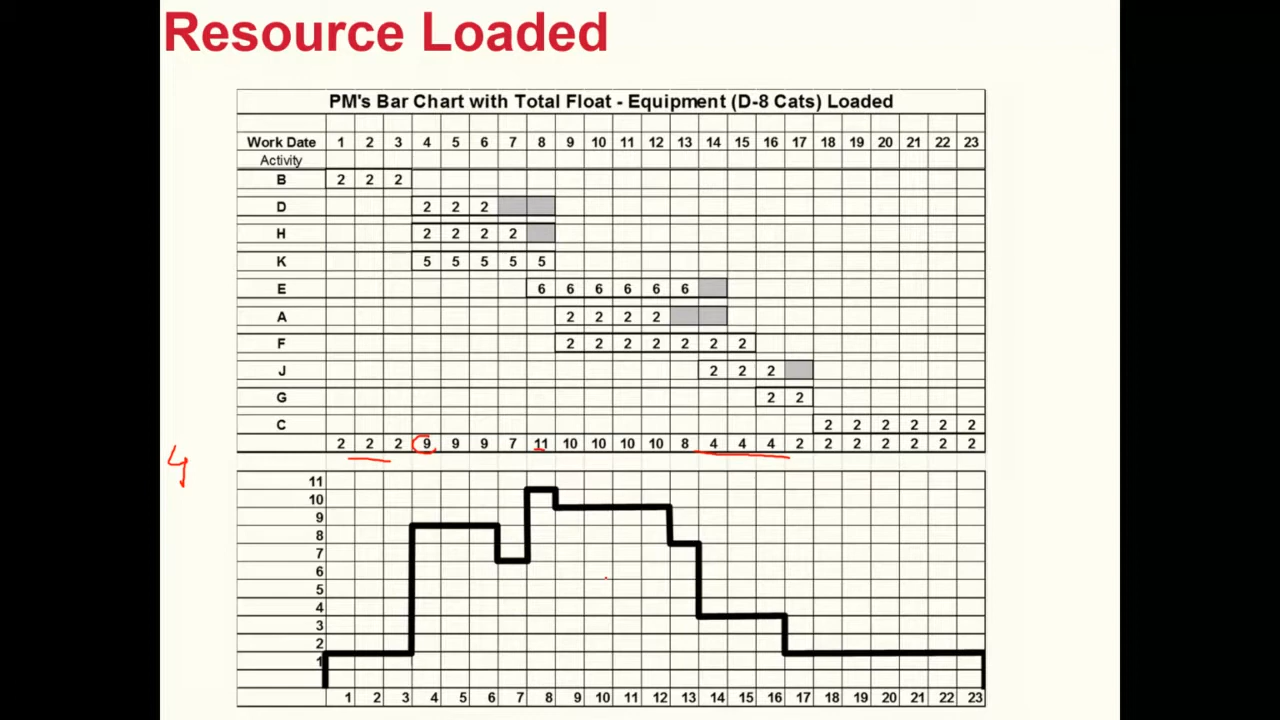 Resource Loaded
PM's Bar Chart with Total Float - Equipment (D-8 Cats) Loaded
Work Date 1 2 3 4 5 6 7 8 9 10 11 12 13 14 15 16 17 18 19 20 21 22 23
Activity
B 2 2 2
D 2 2 2
H 2 2 2 2
K 5 5 5 5 5
E 6 6 6 6 6 6
A 2 2 2 2
F 2 2 2 2 2 2 2
J 2 2 2
G 2 2
C 2 2 2 2 2 2
2 2 2 9 9 9 7 11 10 10 10 10 8 4 4 4 2 2 2 2 2 2 2
4
11
10
9
8
7
6
5
4
3
2
1
1 2 3 4 5 6 7 8 9 10 11 12 13 14 15 16 17 18 19 20 21 22 23